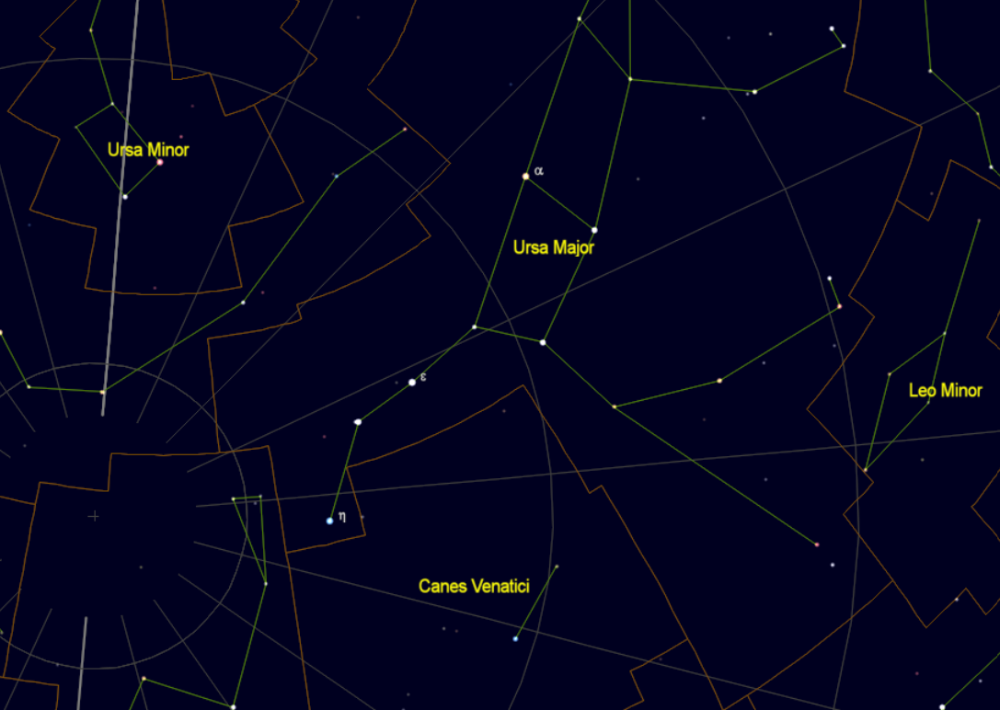 Ursa Minor
α
Ursa Major
ε
Leo Minor
η
Canes Venatici